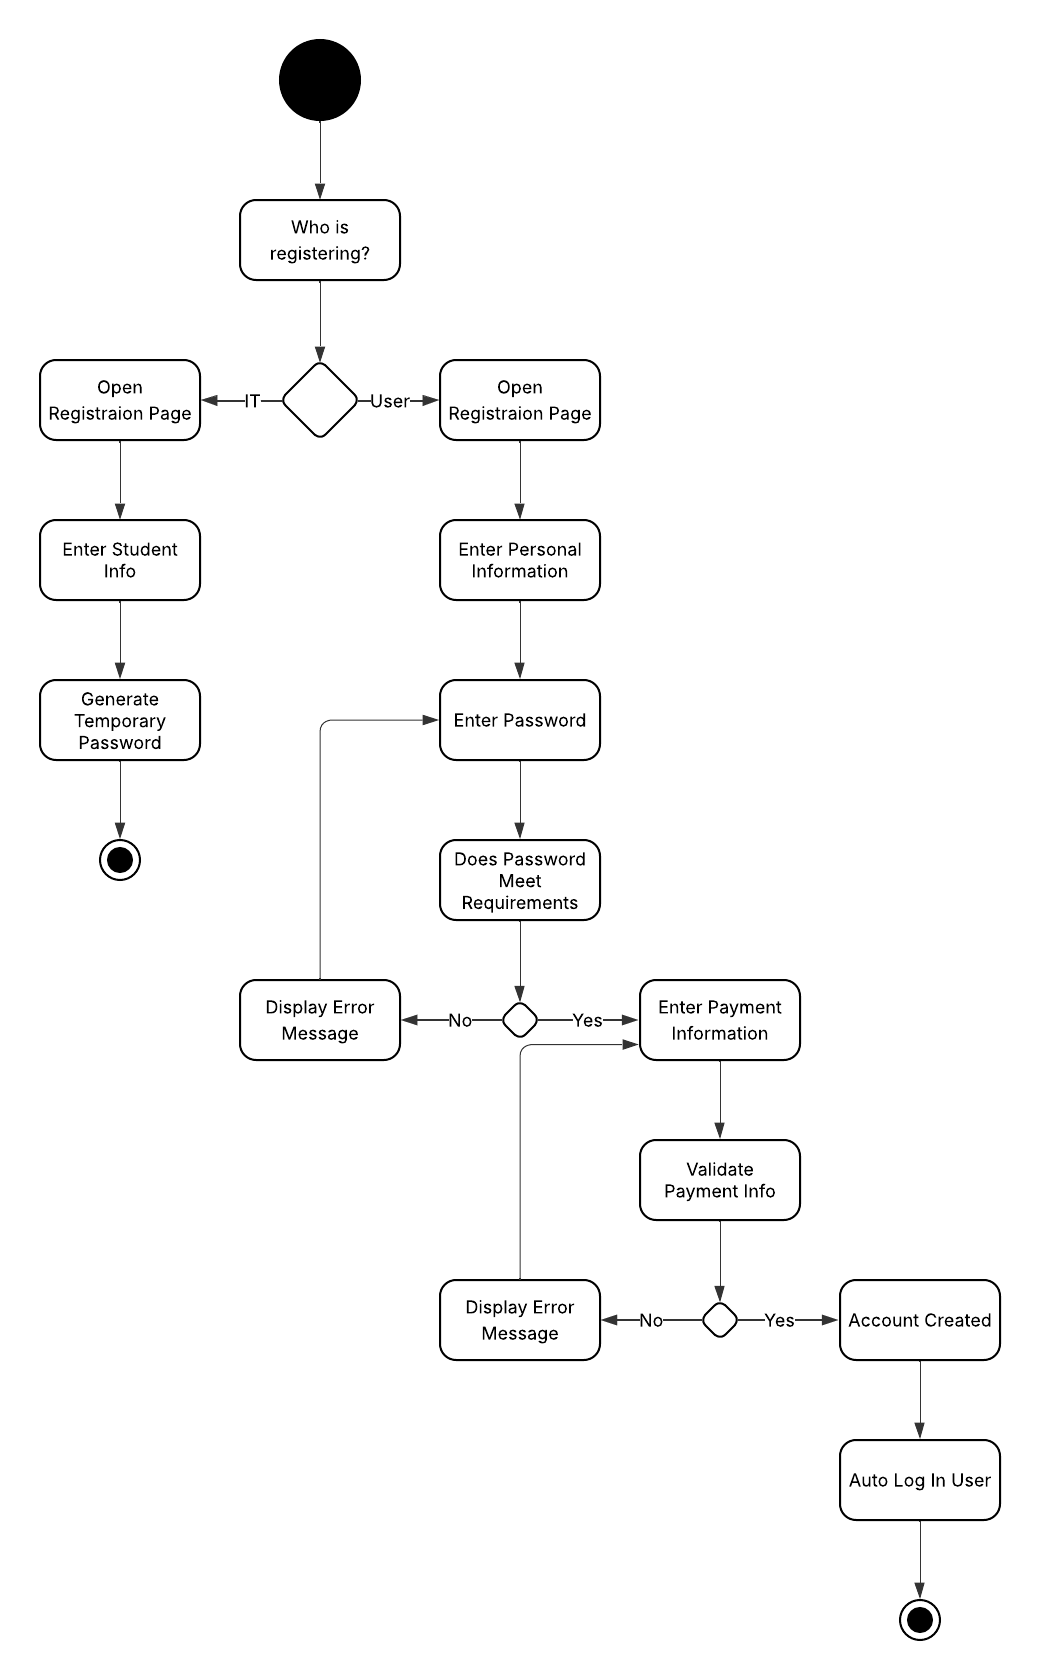 Who is
registering?
Open
Registraion Page
IT
User
Open
Registraion Page
Enter Student
Info
Enter Personal
Information
Generate
Temporary
Password
Enter Password
Does Password
Meet
Requirements
Display Error
Message
No
Yes
Enter Payment
Information
Validate
Payment Info
Display Error
Message
No
Yes
Account Created
Auto Log In User